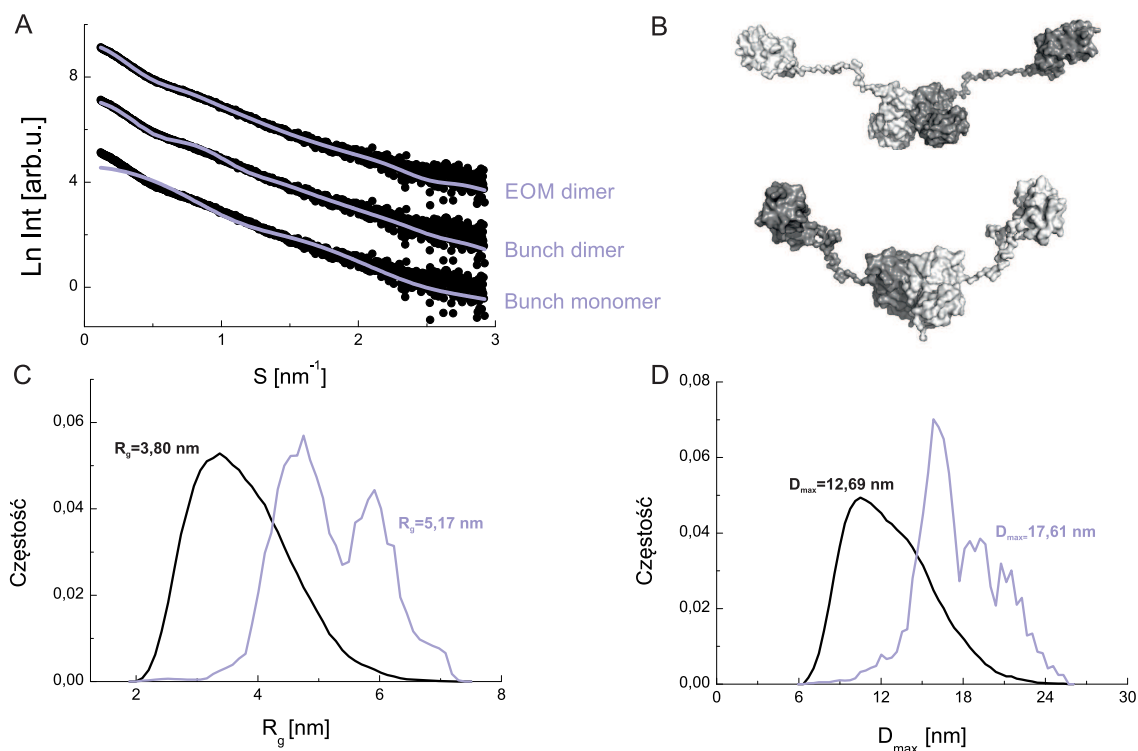 A
8
4
0
Ln Int [arb.u.]
EOM dimer
Bunch dimer
Bunch monomer
0
1
2
3
S [nm⁻¹]
B
C
0,06
0,04
0,02
0,00
Częstość
R_g=3,80 nm
R_g=5,17 nm
2
4
6
8
R_g [nm]
D
0,08
0,06
0,04
0,02
0,00
Częstość
D_max=12,69 nm
D_max=17,61 nm
0
6
12
18
24
30
D_max [nm]